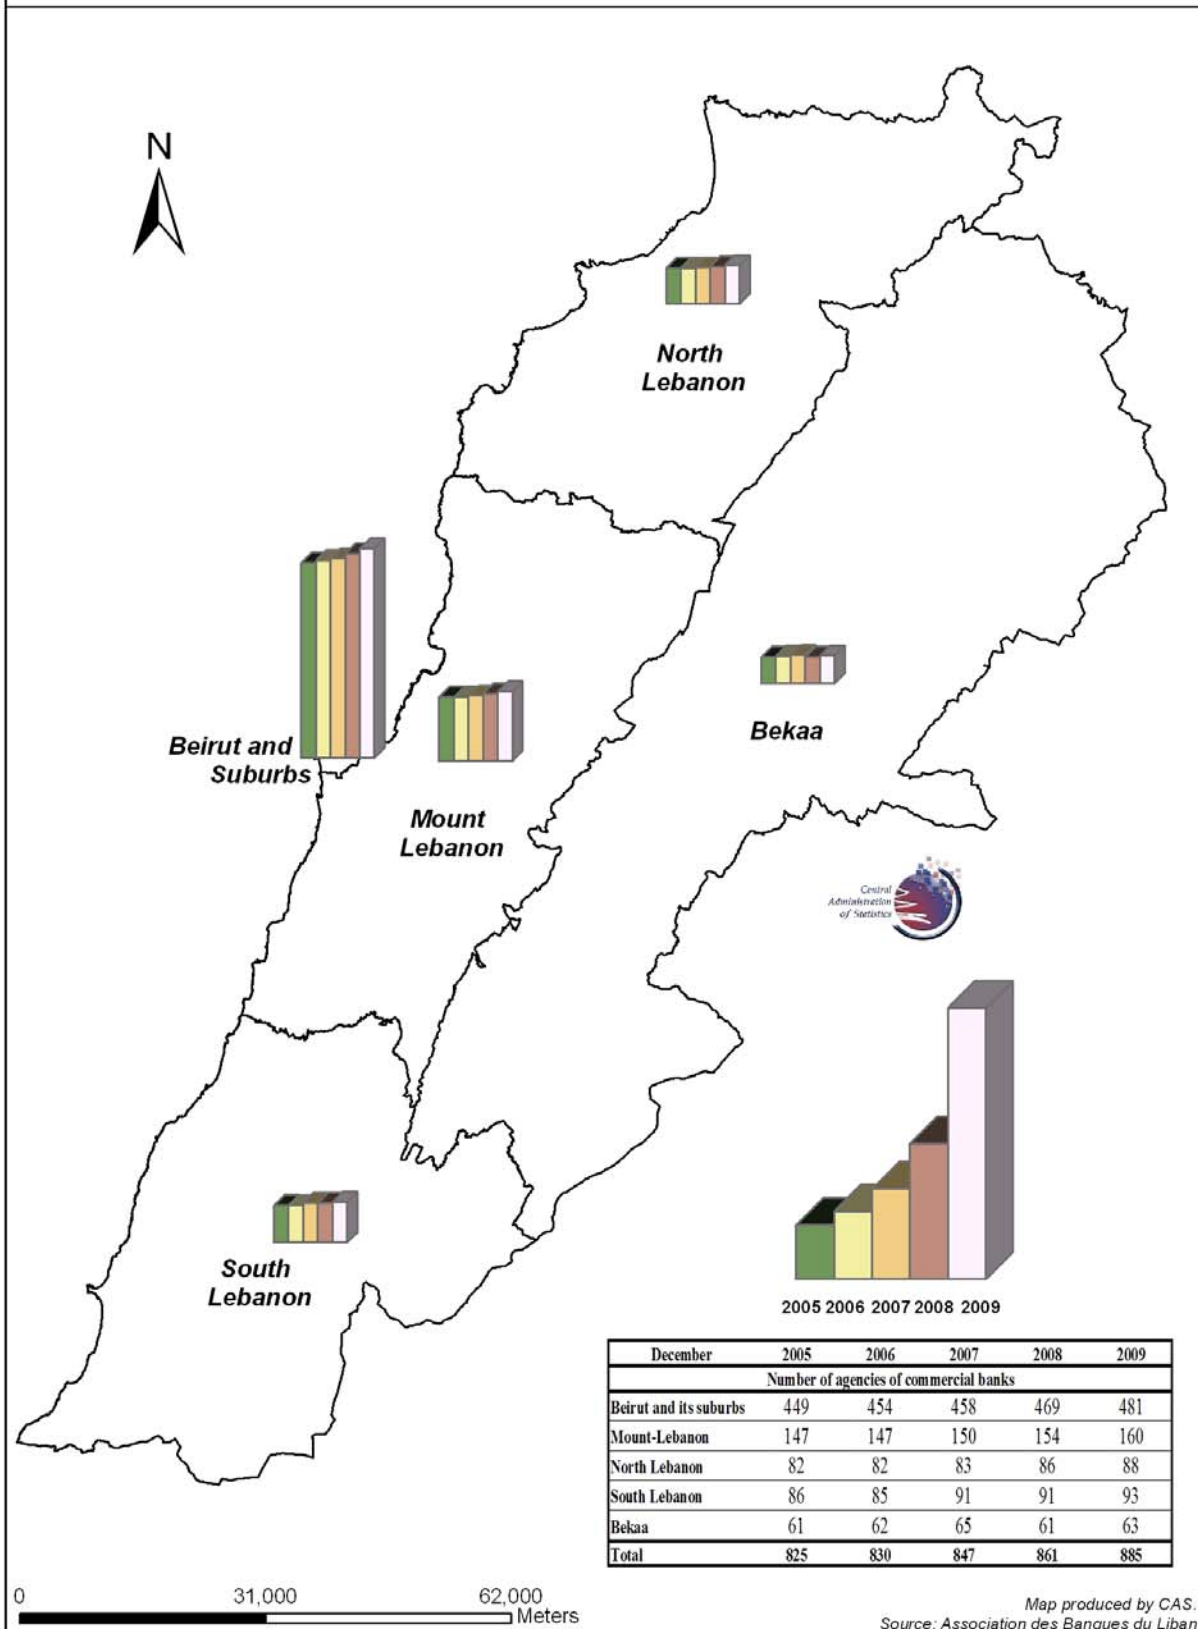 N
North
Lebanon
Beirut and
Suburbs
Bekaa
Mount
Lebanon
Central
Administration
of Statistics
South
Lebanon
2005 2006 2007 2008 2009
December 2005 2006 2007 2008 2009
Number of agencies of commercial banks
Beirut and its suburbs 449 454 458 469 481
Mount-Lebanon 147 147 150 154 160
North Lebanon 82 82 83 86 88
South Lebanon 86 85 91 91 93
Bekaa 61 62 65 61 63
Total 825 830 847 861 885
0 31,000 62,000
Meters
Map produced by CAS.
Source: Association des Banques du Liban